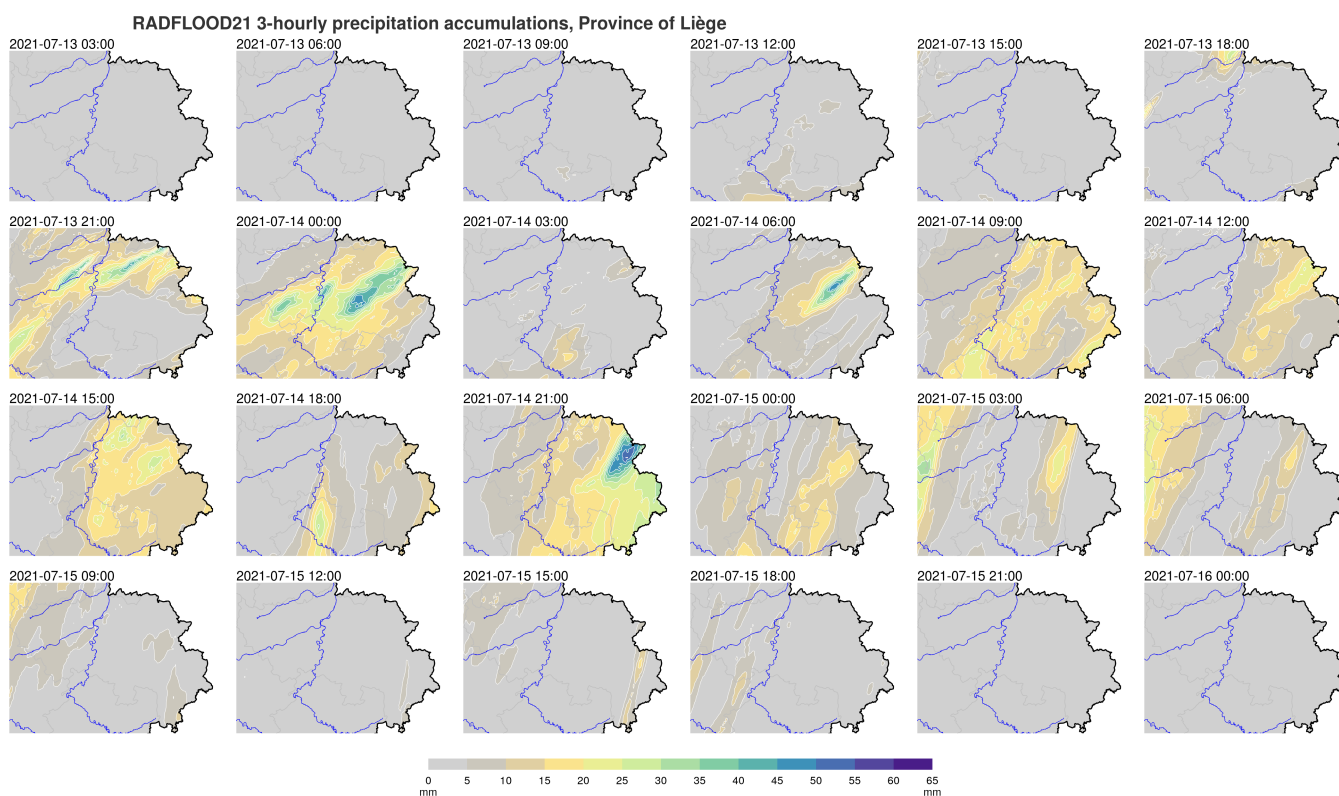 RADFLOOD21 3-hourly precipitation accumulations, Province of Liège
2021-07-13 03:00 2021-07-13 06:00 2021-07-13 09:00 2021-07-13 12:00 2021-07-13 15:00 2021-07-13 18:00
2021-07-13 21:00 2021-07-14 00:00 2021-07-14 03:00 2021-07-14 06:00 2021-07-14 09:00 2021-07-14 12:00
2021-07-14 15:00 2021-07-14 18:00 2021-07-14 21:00 2021-07-15 00:00 2021-07-15 03:00 2021-07-15 06:00
2021-07-15 09:00 2021-07-15 12:00 2021-07-15 15:00 2021-07-15 18:00 2021-07-15 21:00 2021-07-16 00:00
0 5 10 15 20 25 30 35 40 45 50 55 60 65
mm mm